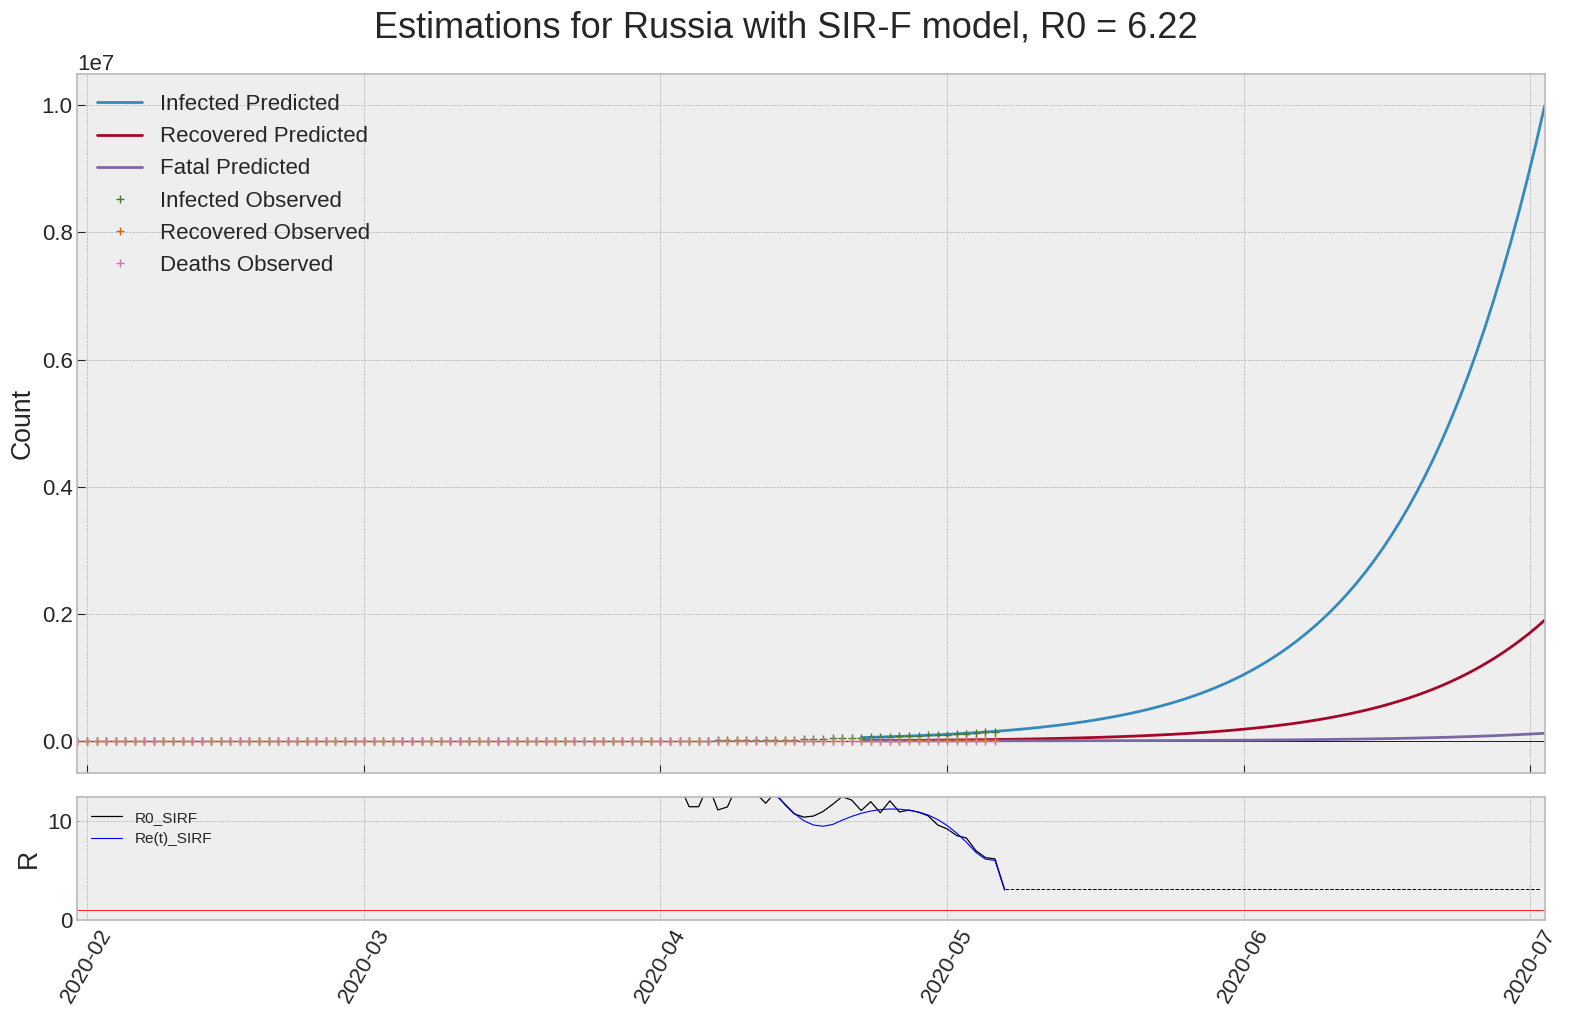 Estimations for Russia with SIR-F model, R0 = 6.22
1e7
1.0
0.8
0.6
0.4
0.2
0.0
Count
Infected Predicted
Recovered Predicted
Fatal Predicted
Infected Observed
Recovered Observed
Deaths Observed
10
0
R
R0_SIRF
Re(t)_SIRF
2020-02
2020-03
2020-04
2020-05
2020-06
2020-07